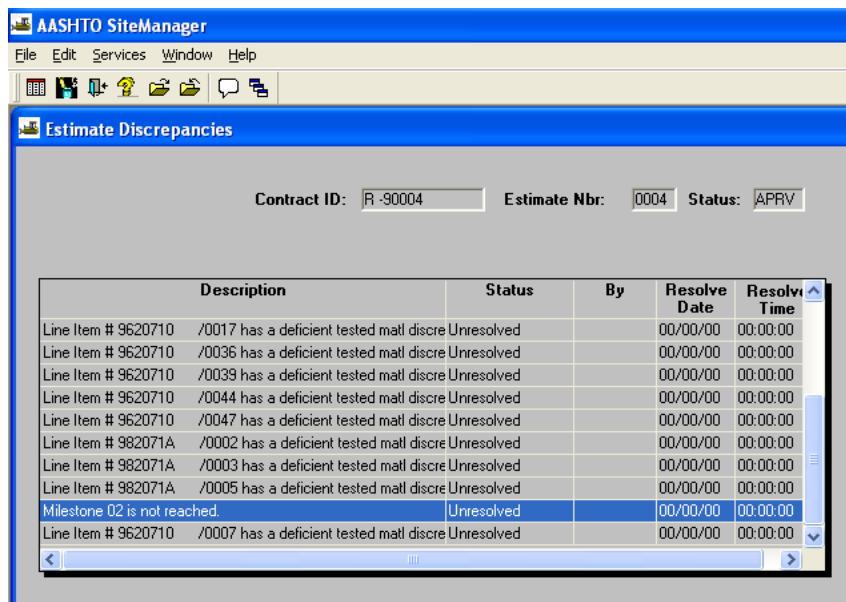 AASHTO SiteManager
File Edit Services Window Help
Estimate Discrepancies
Contract ID: R -90004 Estimate Nbr: 0004 Status: APRV
Description Status By Resolve Date Resolve Time
Line Item # 9620710 /0017 has a deficient tested matl discre Unresolved 00/00/00 00:00:00
Line Item # 9620710 /0036 has a deficient tested matl discre Unresolved 00/00/00 00:00:00
Line Item # 9620710 /0039 has a deficient tested matl discre Unresolved 00/00/00 00:00:00
Line Item # 9620710 /0044 has a deficient tested matl discre Unresolved 00/00/00 00:00:00
Line Item # 9620710 /0047 has a deficient tested matl discre Unresolved 00/00/00 00:00:00
Line Item # 982071A /0002 has a deficient tested matl discre Unresolved 00/00/00 00:00:00
Line Item # 982071A /0003 has a deficient tested matl discre Unresolved 00/00/00 00:00:00
Line Item # 982071A /0005 has a deficient tested matl discre Unresolved 00/00/00 00:00:00
Milestone 02 is not reached. Unresolved 00/00/00 00:00:00
Line Item # 9620710 /0007 has a deficient tested matl discre Unresolved 00/00/00 00:00:00